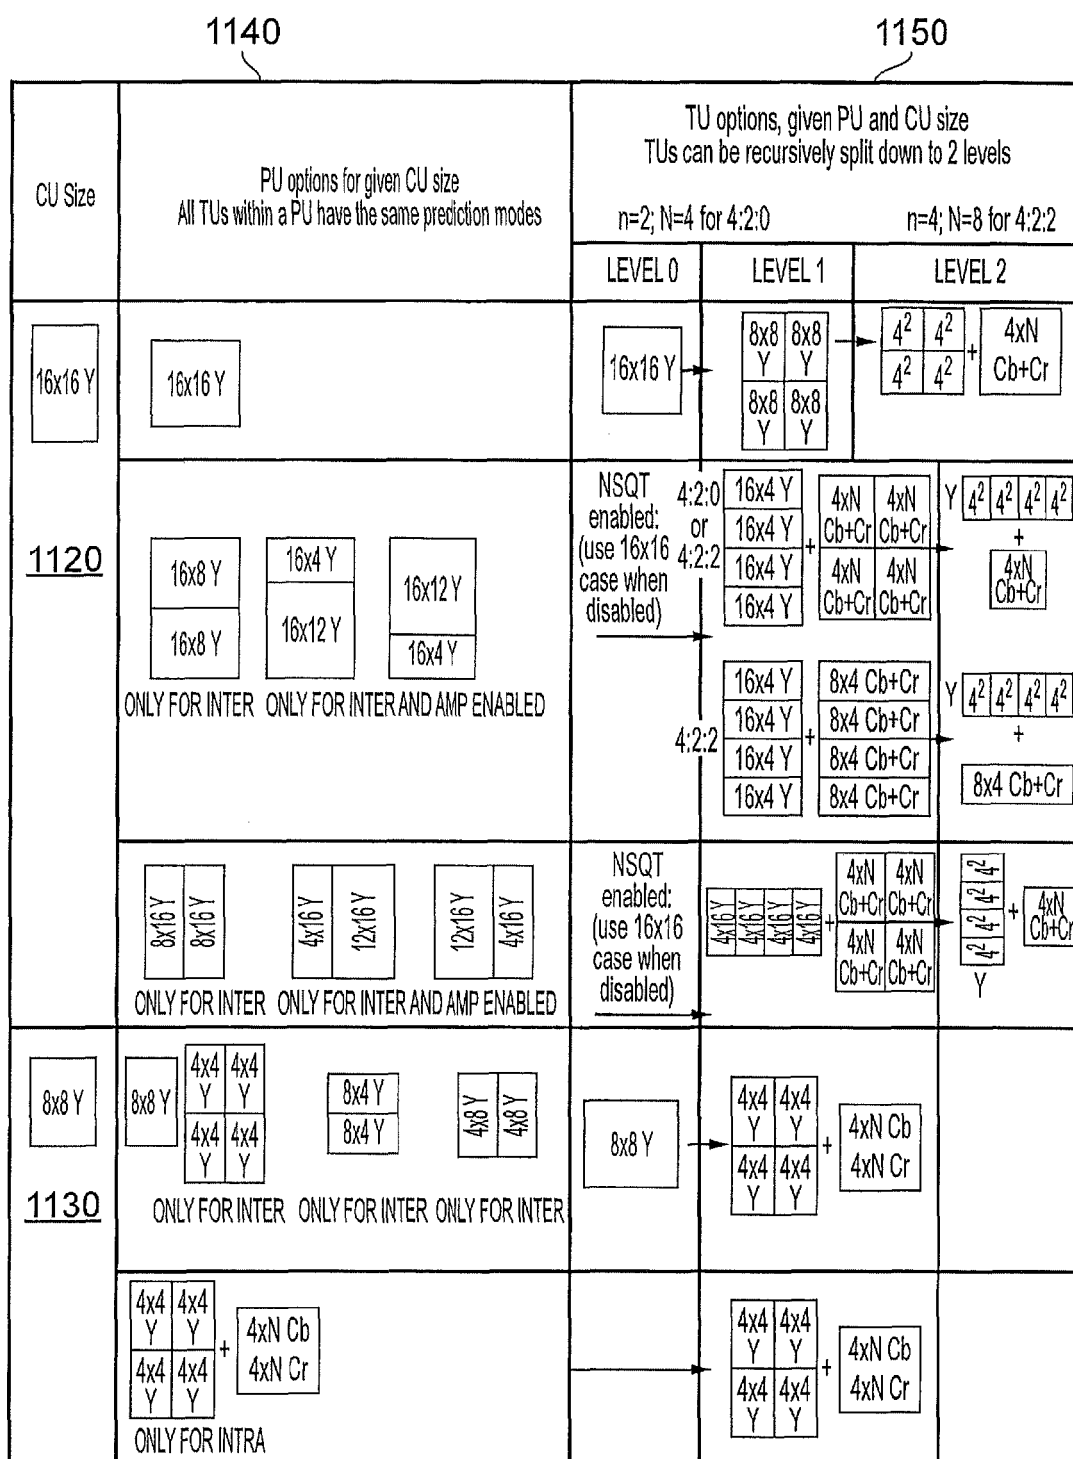 1140
1150
CU Size
PU options for given CU size
All TUs within a PU have the same prediction modes
TU options, given PU and CU size
TUs can be recursively split down to 2 levels
n=2; N=4 for 4:2:0
n=4; N=8 for 4:2:2
LEVEL 0
LEVEL 1
LEVEL 2
16x16 Y
16x16 Y
16x16 Y
8x8 8x8
Y Y
8x8 8x8
Y Y
4² 4²
4² 4²
+
4xN
Cb+Cr
1120
16x8 Y
16x8 Y
16x4 Y
16x12 Y
16x12 Y
16x4 Y
ONLY FOR INTER
ONLY FOR INTER AND AMP ENABLED
NSQT
enabled:
(use 16x16
case when
disabled)
4:2:0
or
4:2:2
16x4 Y
16x4 Y
16x4 Y
16x4 Y
+
4xN 4xN
Cb+Cr Cb+Cr
4xN 4xN
Cb+Cr Cb+Cr
Y 4² 4² 4² 4²
+
4xN
Cb+Cr
4:2:2
16x4 Y
16x4 Y
16x4 Y
16x4 Y
+
8x4 Cb+Cr
8x4 Cb+Cr
8x4 Cb+Cr
8x4 Cb+Cr
Y 4² 4² 4² 4²
+
8x4 Cb+Cr
8x16 Y
8x16 Y
4x16 Y
12x16 Y
12x16 Y
4x16 Y
ONLY FOR INTER
ONLY FOR INTER AND AMP ENABLED
NSQT
enabled:
(use 16x16
case when
disabled)
4x16 Y
4x16 Y
4x16 Y
4x16 Y
+
4xN 4xN
Cb+Cr Cb+Cr
4xN 4xN
Cb+Cr Cb+Cr
4² 4² 4² 4²
Y
+
4xN
Cb+Cr
8x8 Y
1130
8x8 Y
4x4 4x4
Y Y
4x4 4x4
Y Y
8x4 Y
8x4 Y
4x8 Y
4x8 Y
ONLY FOR INTER
ONLY FOR INTER
ONLY FOR INTER
8x8 Y
4x4 4x4
Y Y
4x4 4x4
Y Y
+
4xN Cb
4xN Cr
4x4 4x4
Y Y
4x4 4x4
Y Y
+
4xN Cb
4xN Cr
ONLY FOR INTRA
4x4 4x4
Y Y
4x4 4x4
Y Y
+
4xN Cb
4xN Cr